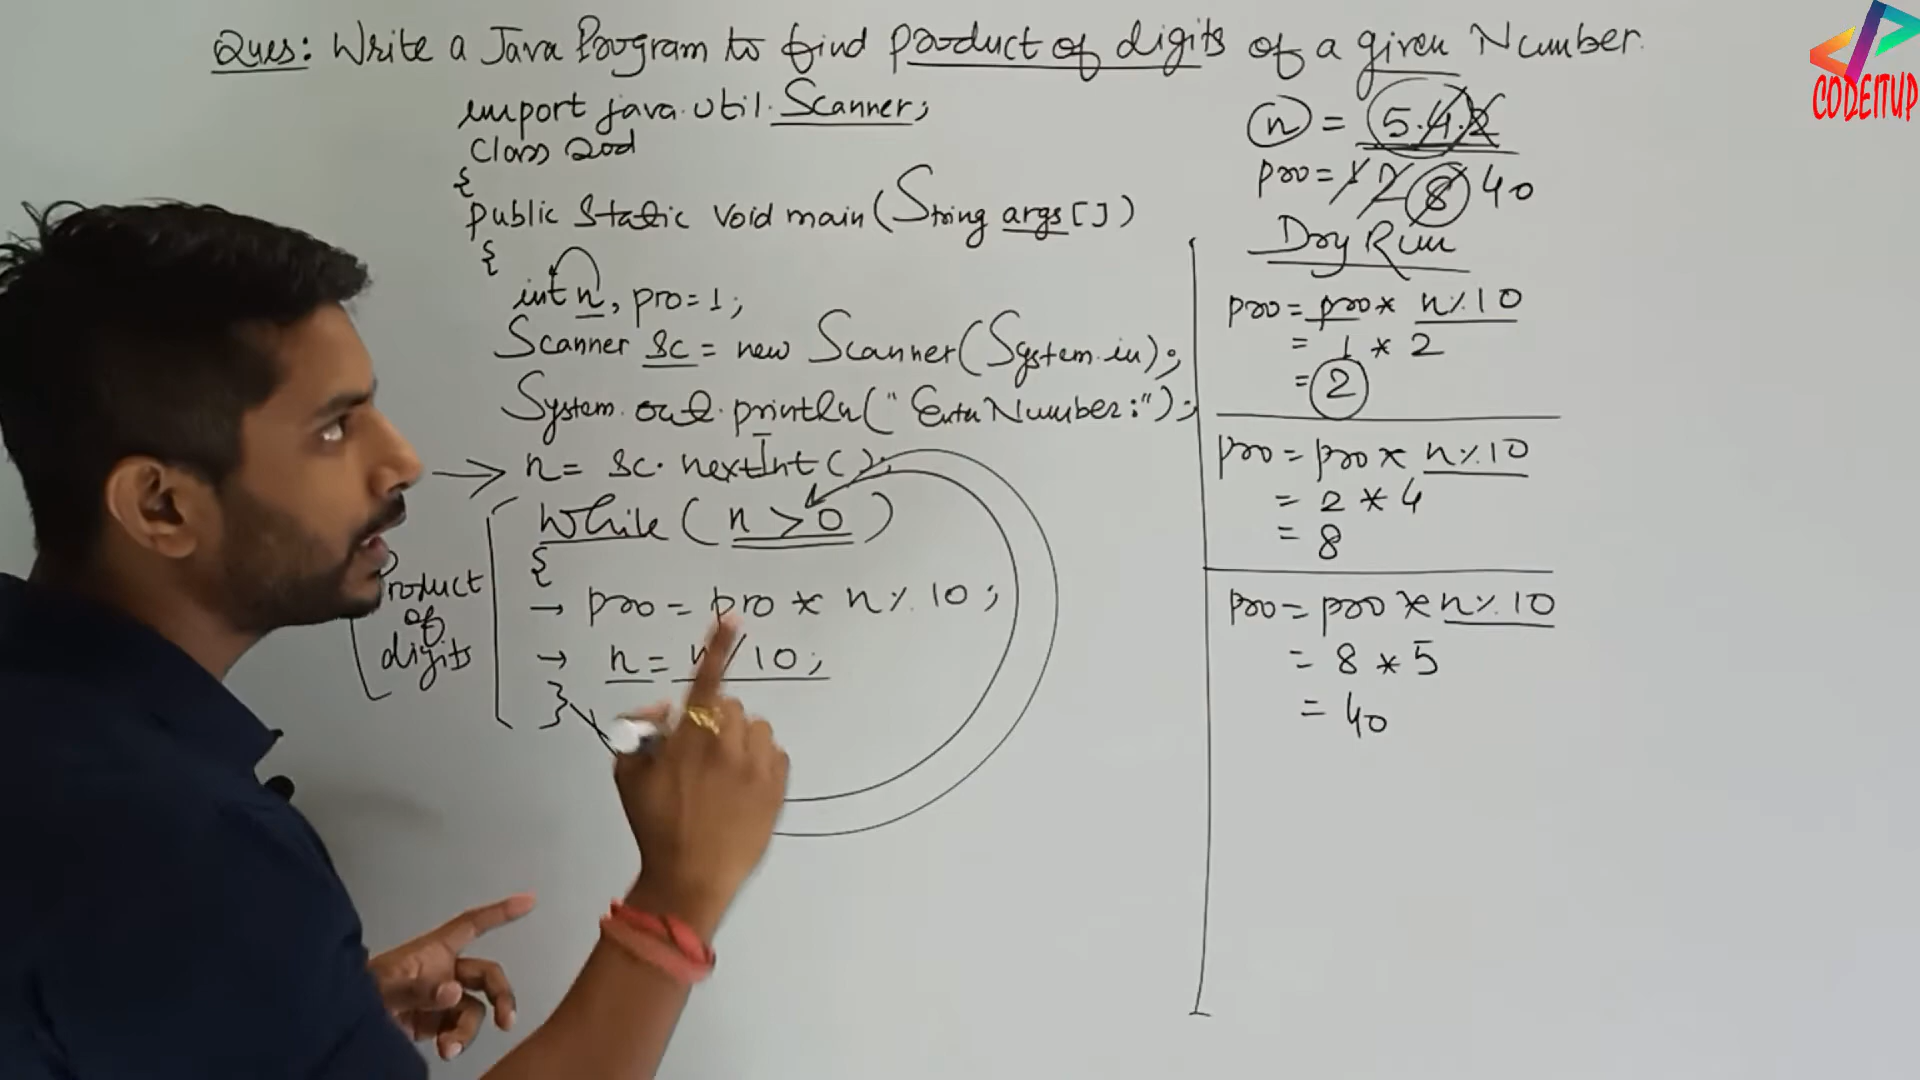 Ques: Write a Java Program to find product of digits of a given Number.
import java.util.Scanner;
Class
{
public static void main(String args[])
{
int n, pro=1;
Scanner sc = new Scanner(System.in);
System.out.println("Enter Number:");
n= sc.nextInt();
While (n>0)
{
→ pro = pro * n%10;
→ n = n/10;
}
Product
of
digits
n = 5.4.2
pro = 1 2 8 40
Dry Run
pro = pro * n%10
= 1 * 2
= 2
pro = pro * n%10
= 2 * 4
= 8
pro = pro * n%10
= 8 * 5
= 40
CODEITUP